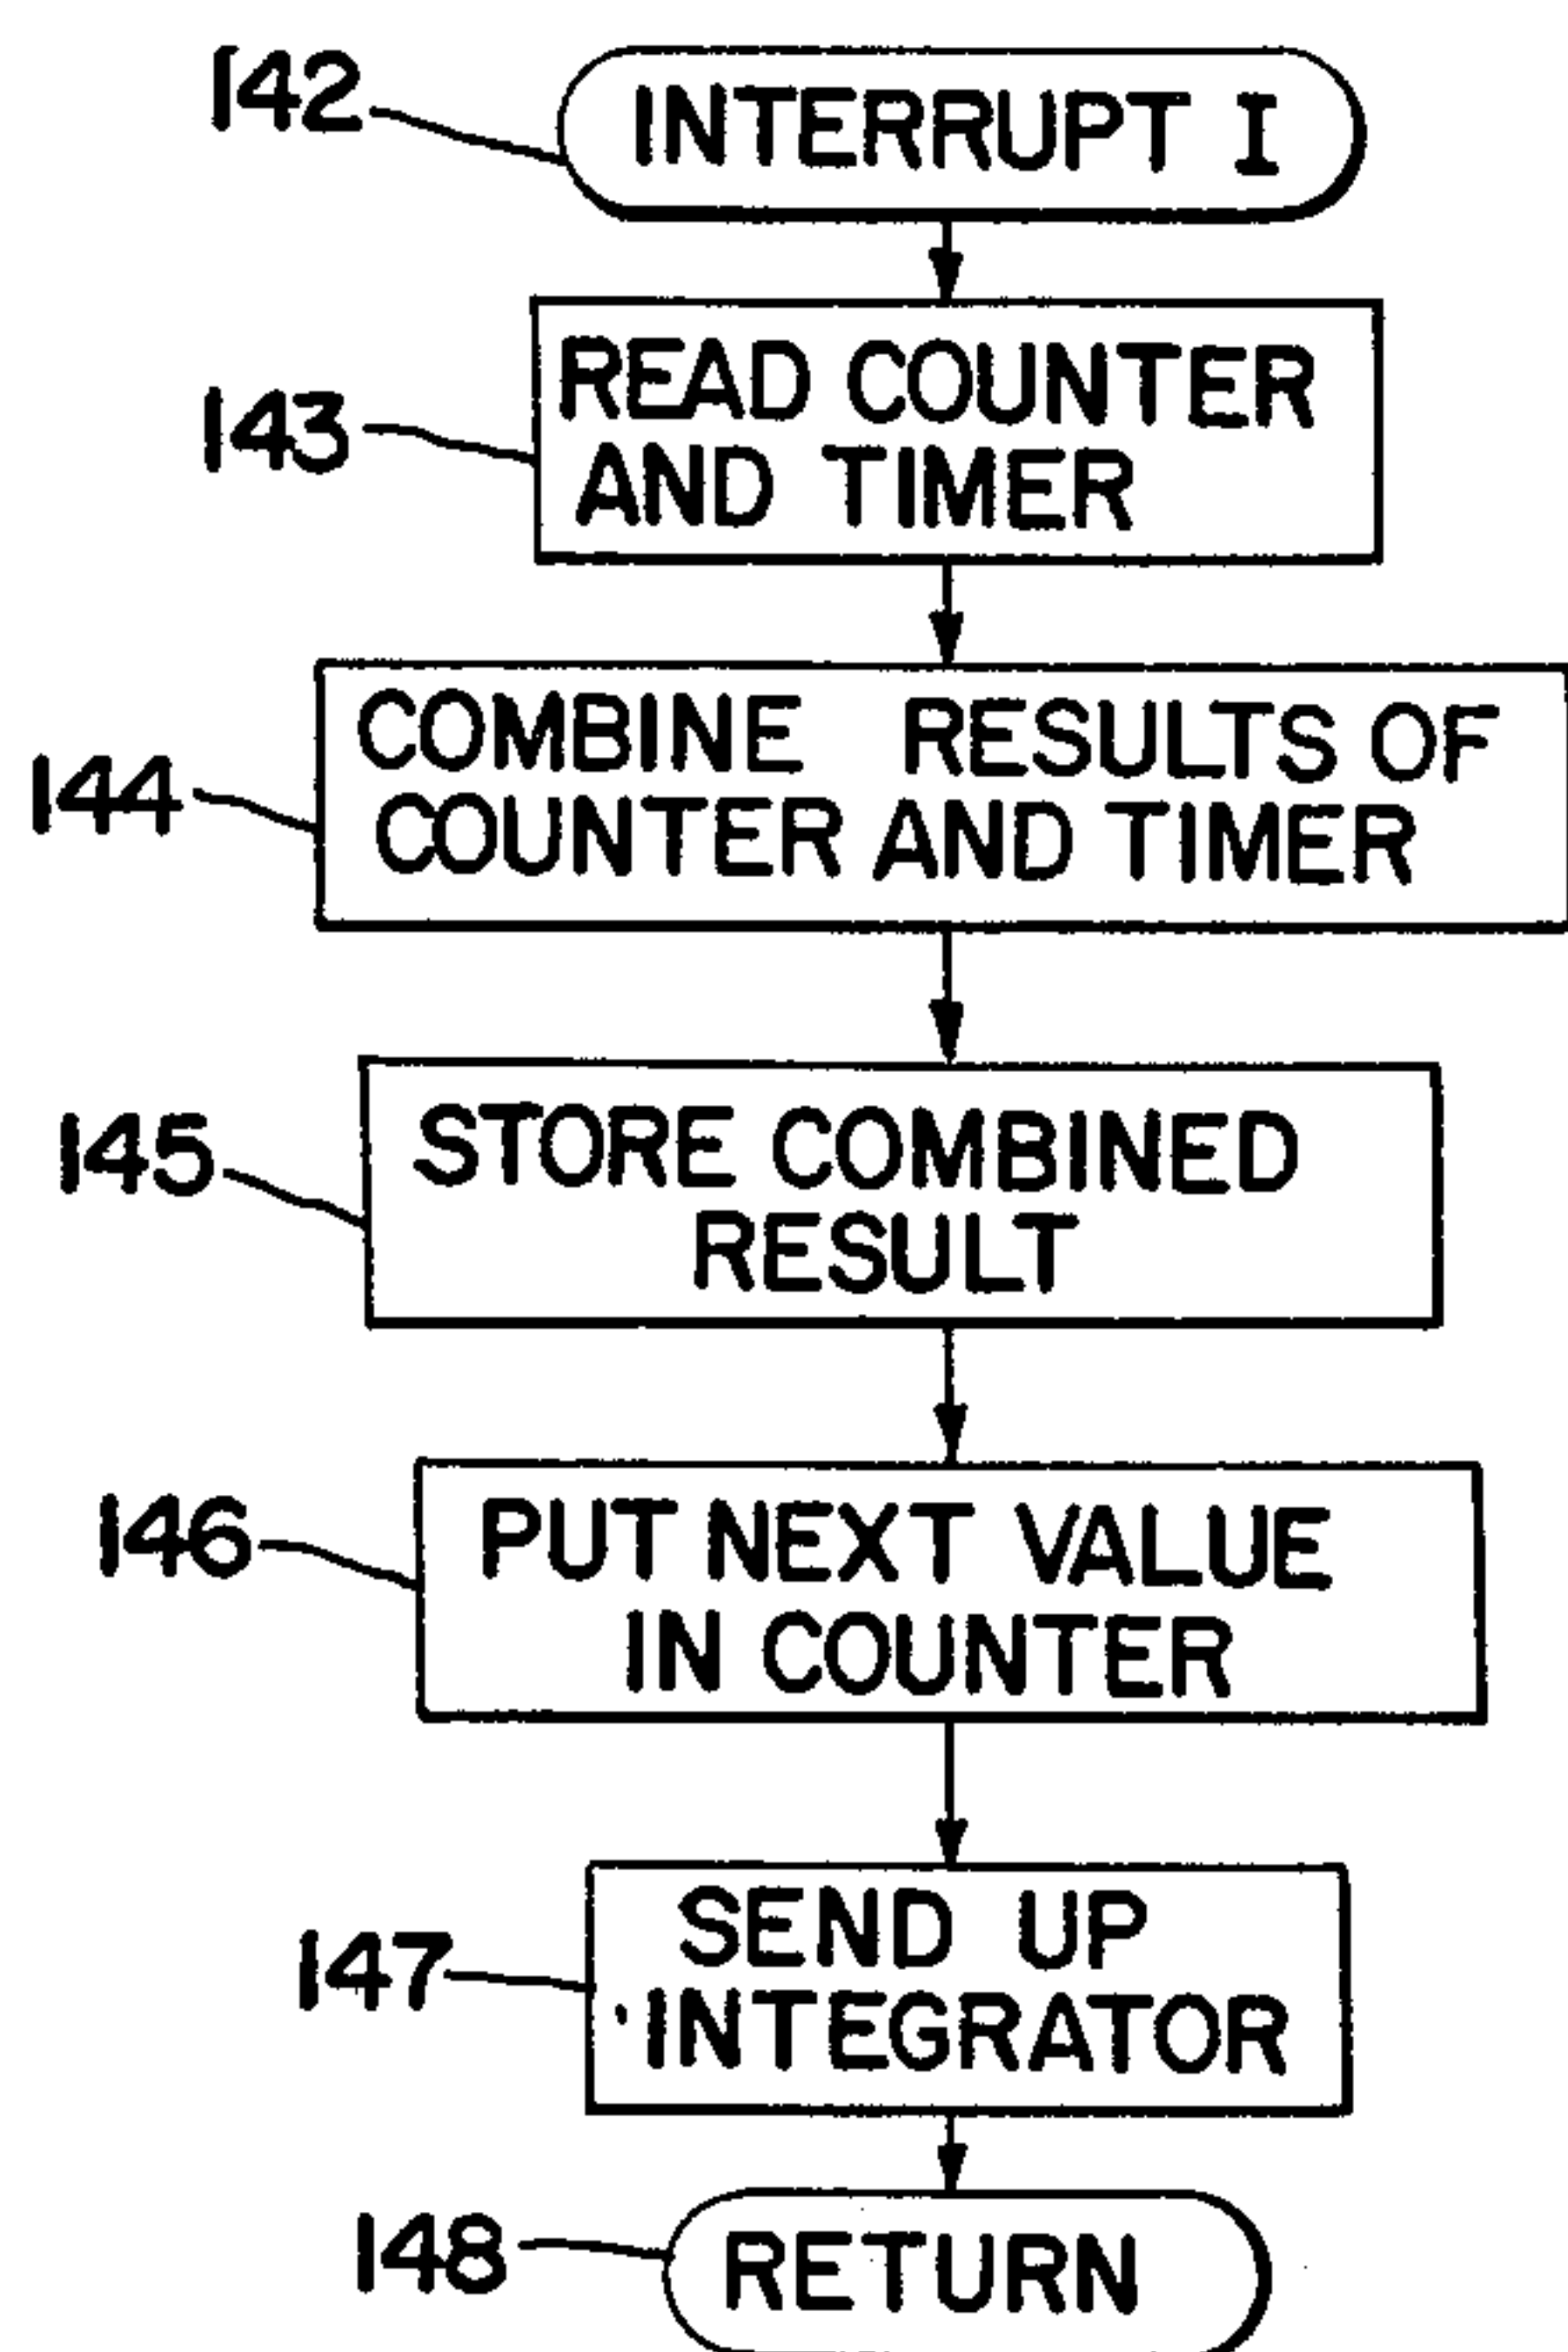 142
INTERRUPT I
143
READ COUNTER
AND TIMER
144
COMBINE RESULTS OF
COUNTER AND TIMER
145
STORE COMBINED
RESULT
146
PUT NEXT VALUE
IN COUNTER
147
SEND UP
INTEGRATOR
148
RETURN